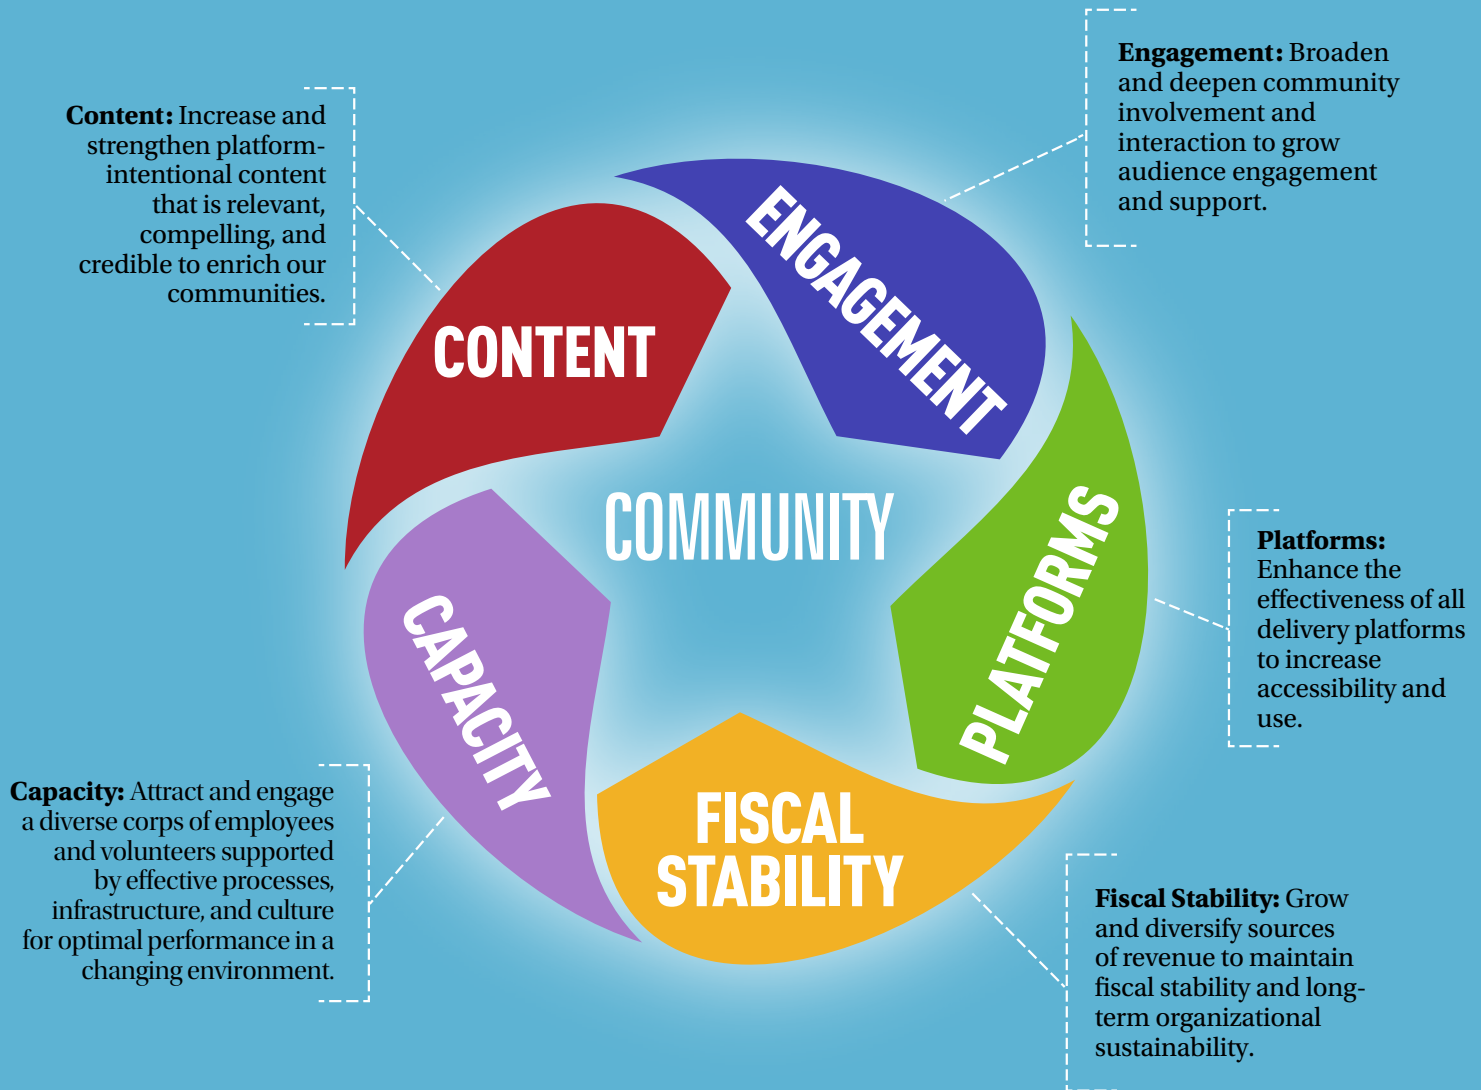 Content: Increase and
strengthen platform-
intentional content
that is relevant,
compelling, and
credible to enrich our
communities.
Engagement: Broaden
and deepen community
involvement and
interaction to grow
audience engagement
and support.
CONTENT
ENGAGEMENT
COMMUNITY
PLATFORMS
CAPACITY
FISCAL
STABILITY
Platforms:
Enhance the
effectiveness of all
delivery platforms
to increase
accessibility and
use.
Capacity: Attract and engage
a diverse corps of employees
and volunteers supported
by effective processes,
infrastructure, and culture
for optimal performance in a
changing environment.
Fiscal Stability: Grow
and diversify sources
of revenue to maintain
fiscal stability and long-
term organizational
sustainability.